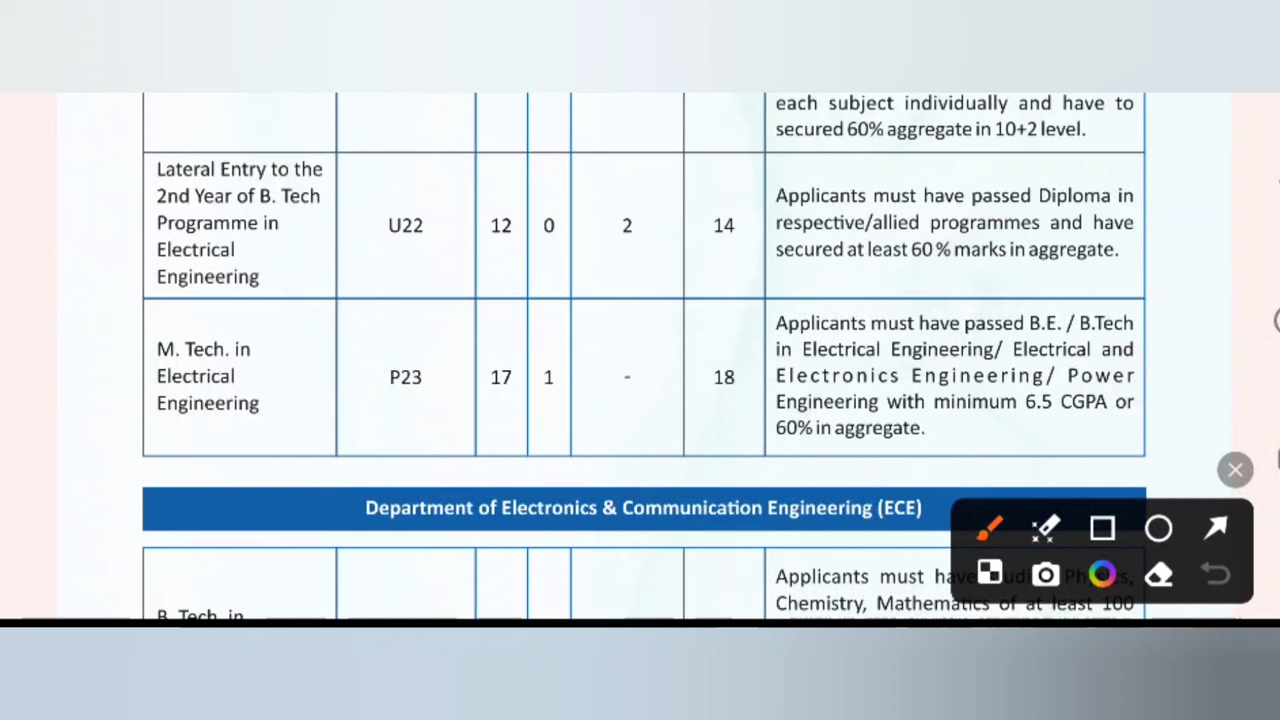 each subject individually and have to
secured 60% aggregate in 10+2 level.
Lateral Entry to the
2nd Year of B. Tech
Programme in
Electrical
Engineering
U22
12
0
2
14
Applicants must have passed Diploma in
respective/allied programmes and have
secured at least 60 % marks in aggregate.
M. Tech. in
Electrical
Engineering
P23
17
1
-
18
Applicants must have passed B.E. / B.Tech
in Electrical Engineering/ Electrical and
Electronics Engineering/ Power
Engineering with minimum 6.5 CGPA or
60% in aggregate.
Department of Electronics & Communication Engineering (ECE)
B. Tech. in
Applicants must
Chemistry, Mathematics of at least 100